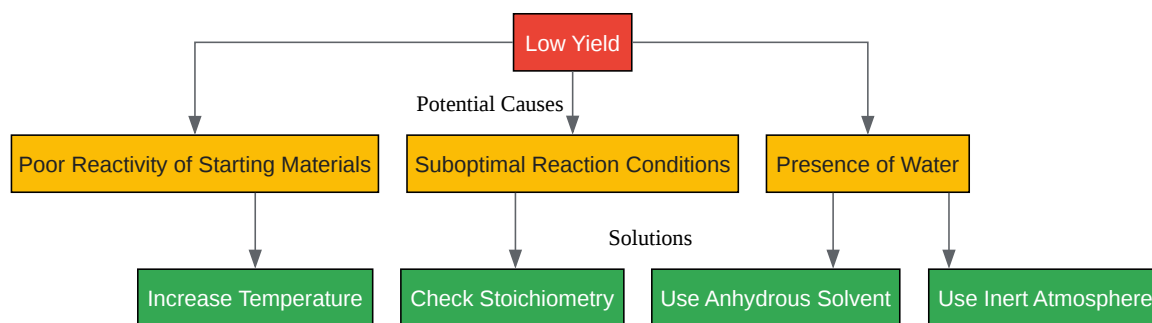 Low Yield
Potential Causes
Poor Reactivity of Starting Materials
Suboptimal Reaction Conditions
Presence of Water
Solutions
Increase Temperature
Check Stoichiometry
Use Anhydrous Solvent
Use Inert Atmosphere